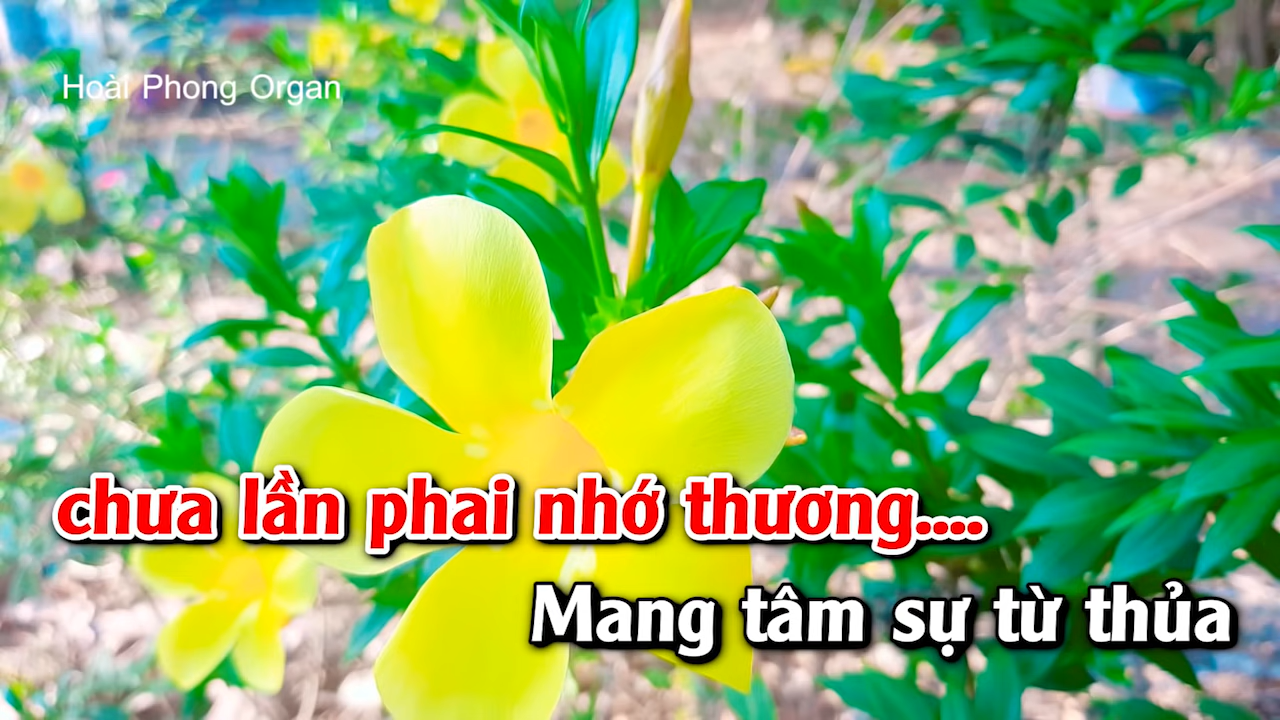 Hoài Phong Organ
chưa lần phai nhớ thương....
Mang tâm sự từ thủa